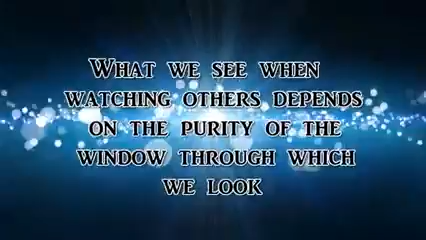 What we see when
watching others depends
on the purity of the
window through which
we look